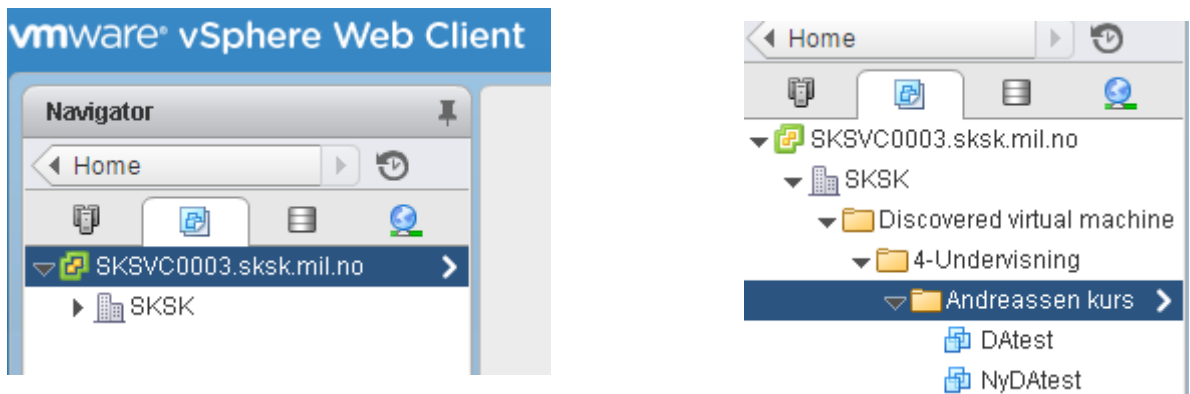 vmware® vSphere Web Client
Navigator
Home
SKSVC0003.sksk.mil.no
SKSK
Home
SKSVC0003.sksk.mil.no
SKSK
Discovered virtual machine
4-Undervisning
Andreassen kurs
DAtest
NyDAtest